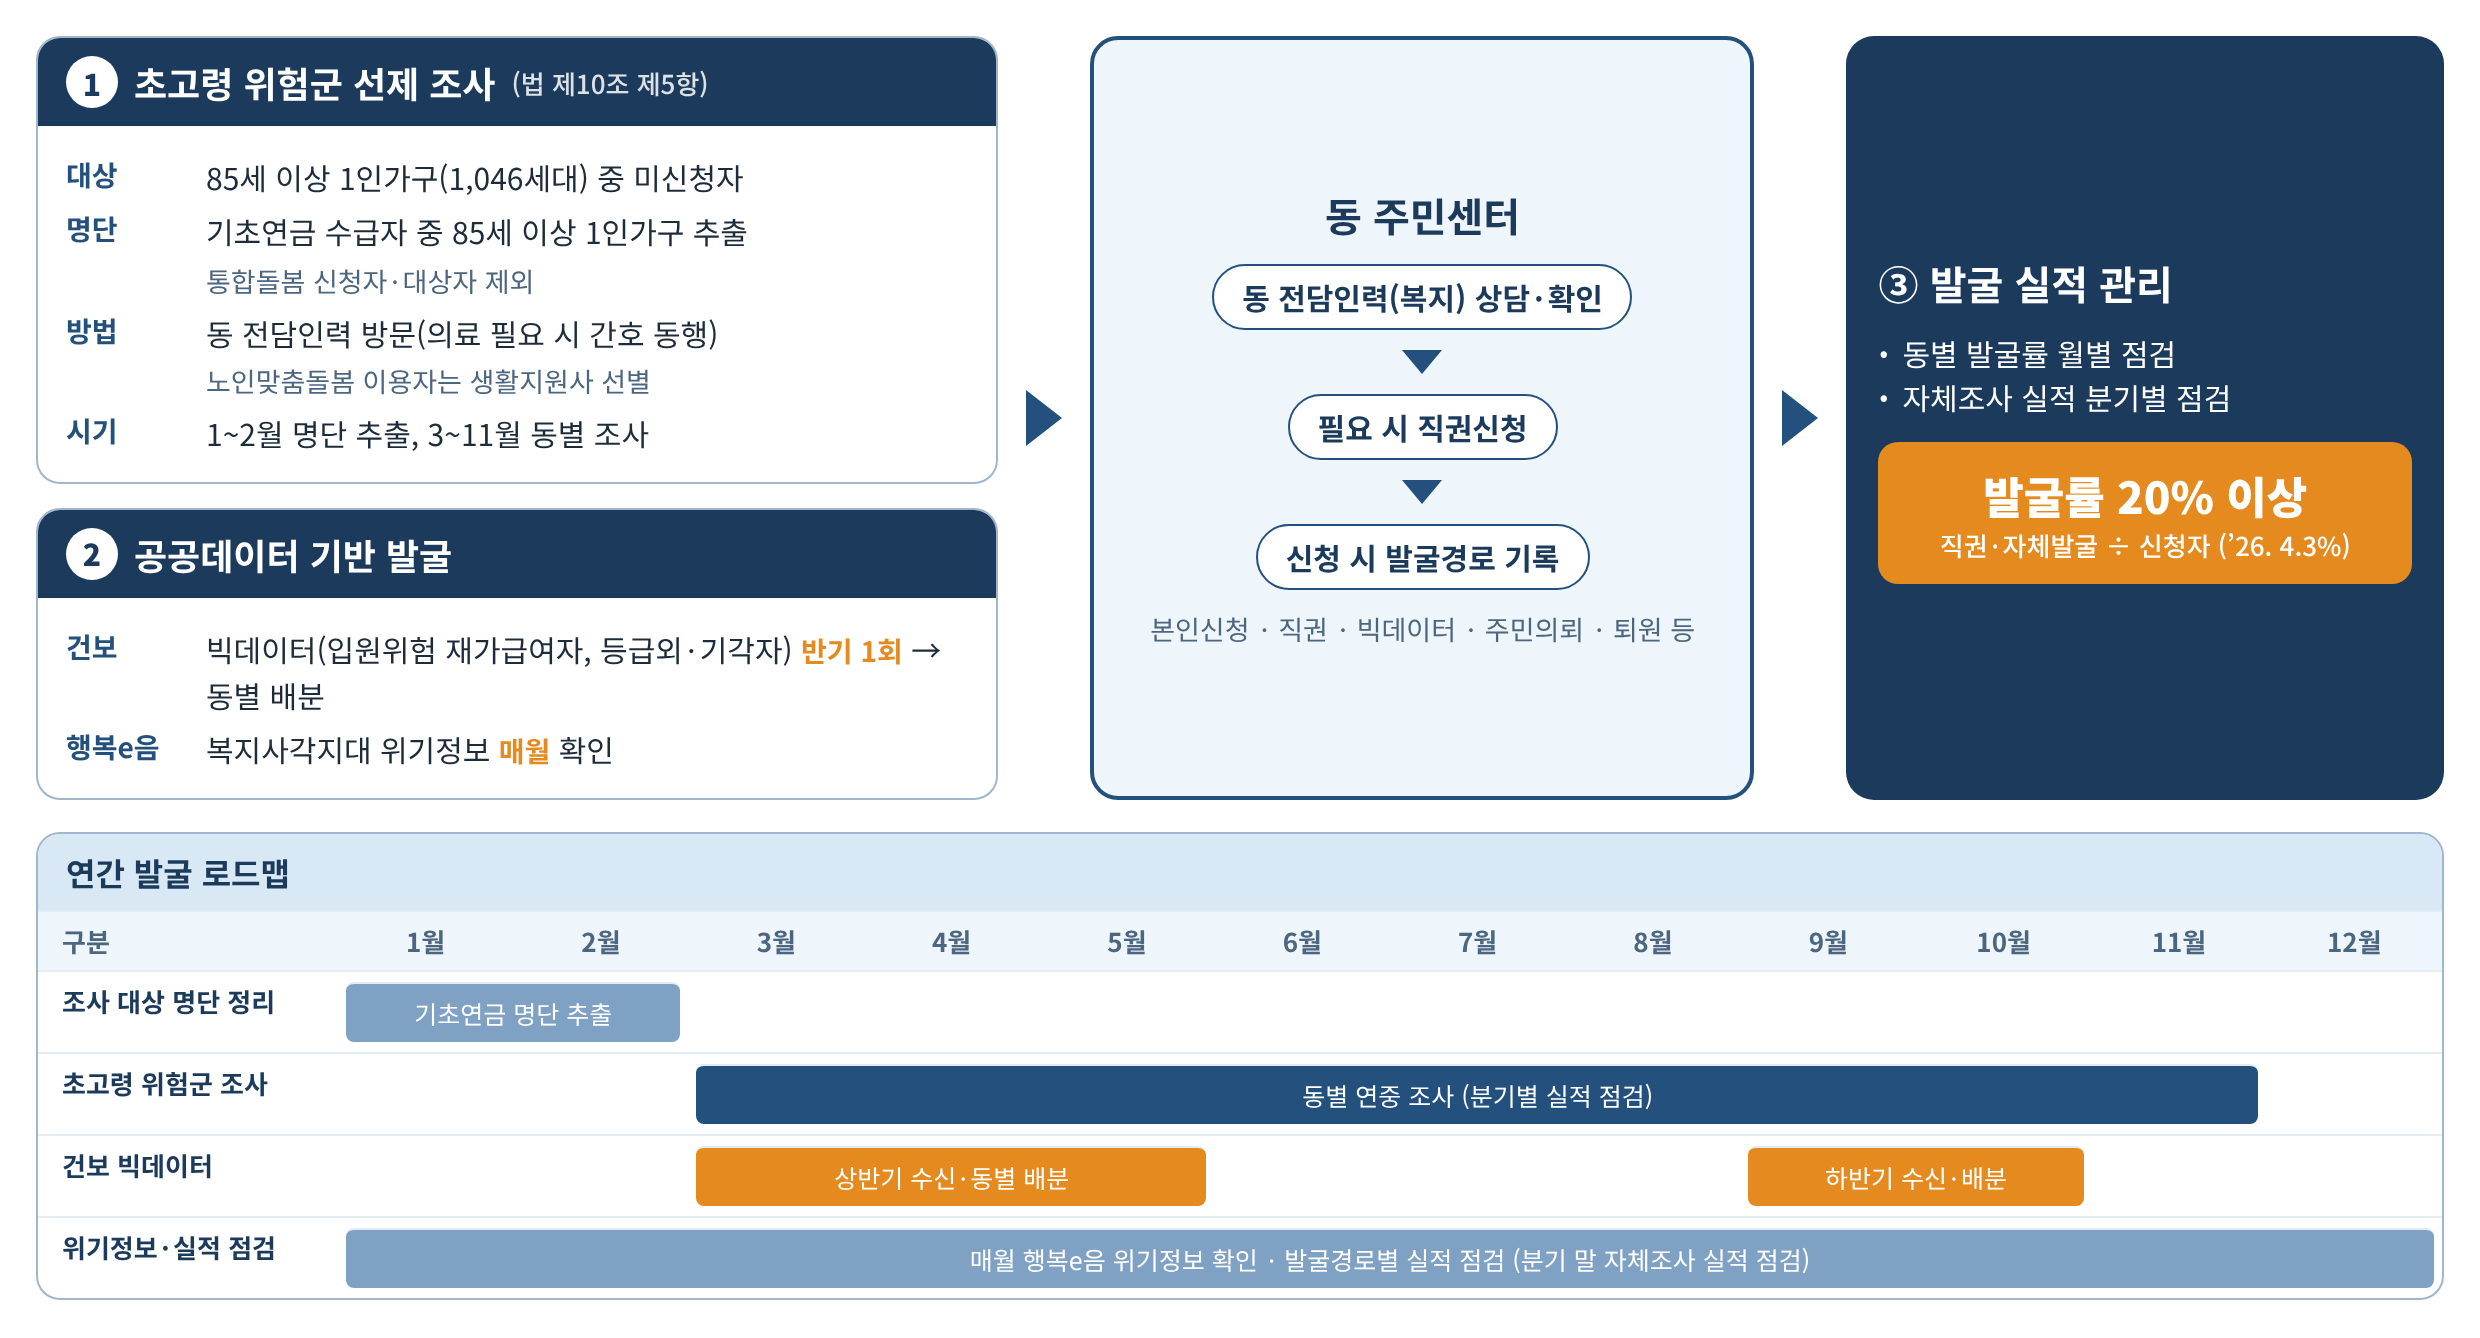 1 초고령 위험군 선제 조사 (법 제10조 제5항)
대상 85세 이상 1인가구(1,046세대) 중 미신청자
명단 기초연금 수급자 중 85세 이상 1인가구 추출
통합돌봄 신청자·대상자 제외
방법 동 전담인력 방문(의료 필요 시 간호 동행)
노인맞춤돌봄 이용자는 생활지원사 선별
시기 1~2월 명단 추출, 3~11월 동별 조사
2 공공데이터 기반 발굴
건보 빅데이터(입원위험 재가급여자, 등급외·기각자) 반기 1회 →
동별 배분
행복e음 복지사각지대 위기정보 매월 확인
동 주민센터
동 전담인력(복지) 상담·확인
필요 시 직권신청
신청 시 발굴경로 기록
본인신청 · 직권 · 빅데이터 · 주민의뢰 · 퇴원 등
③ 발굴 실적 관리
• 동별 발굴률 월별 점검
• 자체조사 실적 분기별 점검
발굴률 20% 이상
직권·자체발굴 ÷ 신청자 (’26. 4.3%)
연간 발굴 로드맵
구분 1월 2월 3월 4월 5월 6월 7월 8월 9월 10월 11월 12월
조사 대상 명단 정리 기초연금 명단 추출
초고령 위험군 조사 동별 연중 조사 (분기별 실적 점검)
건보 빅데이터 상반기 수신·동별 배분 하반기 수신·배분
위기정보·실적 점검 매월 행복e음 위기정보 확인 · 발굴경로별 실적 점검 (분기 말 자체조사 실적 점검)